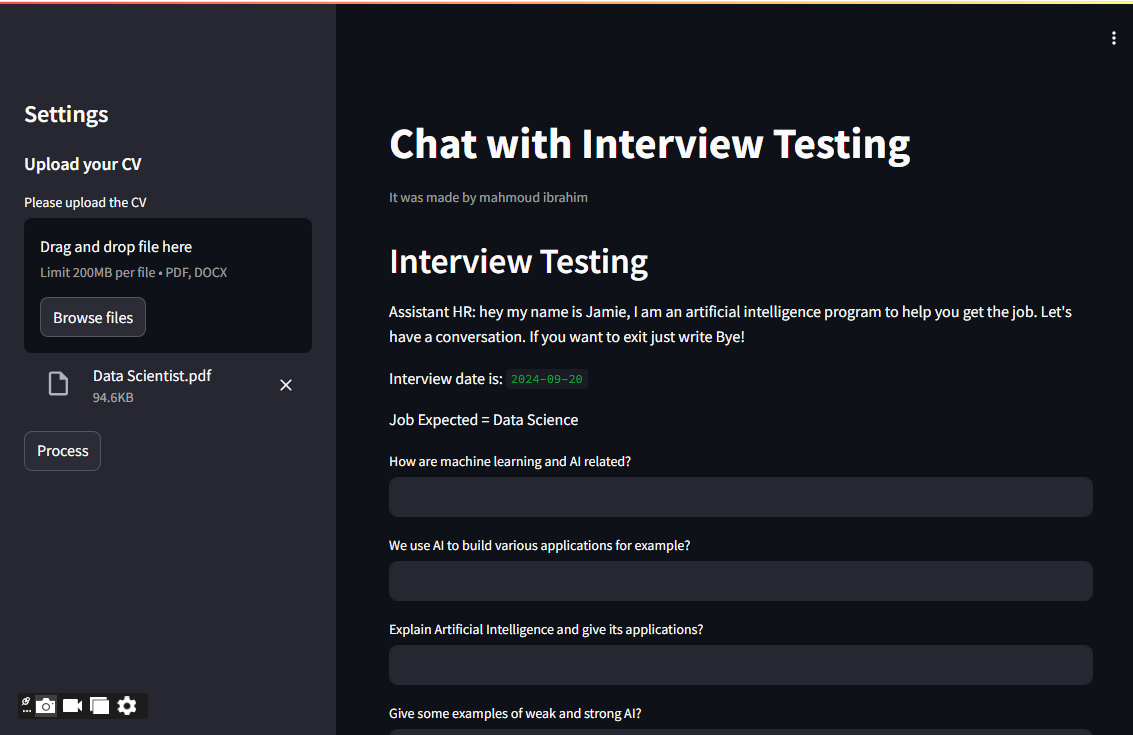 Settings
Upload your CV
Please upload the CV
Drag and drop file here
Limit 200MB per file • PDF, DOCX
Browse files
Data Scientist.pdf
94.6KB
Process
Chat with Interview Testing
It was made by mahmoud ibrahim
Interview Testing
Assistant HR: hey my name is Jamie, I am an artificial intelligence program to help you get the job. Let's
have a conversation. If you want to exit just write Bye!
Interview date is: 2024-09-20
Job Expected = Data Science
How are machine learning and AI related?
We use AI to build various applications for example?
Explain Artificial Intelligence and give its applications?
Give some examples of weak and strong AI?